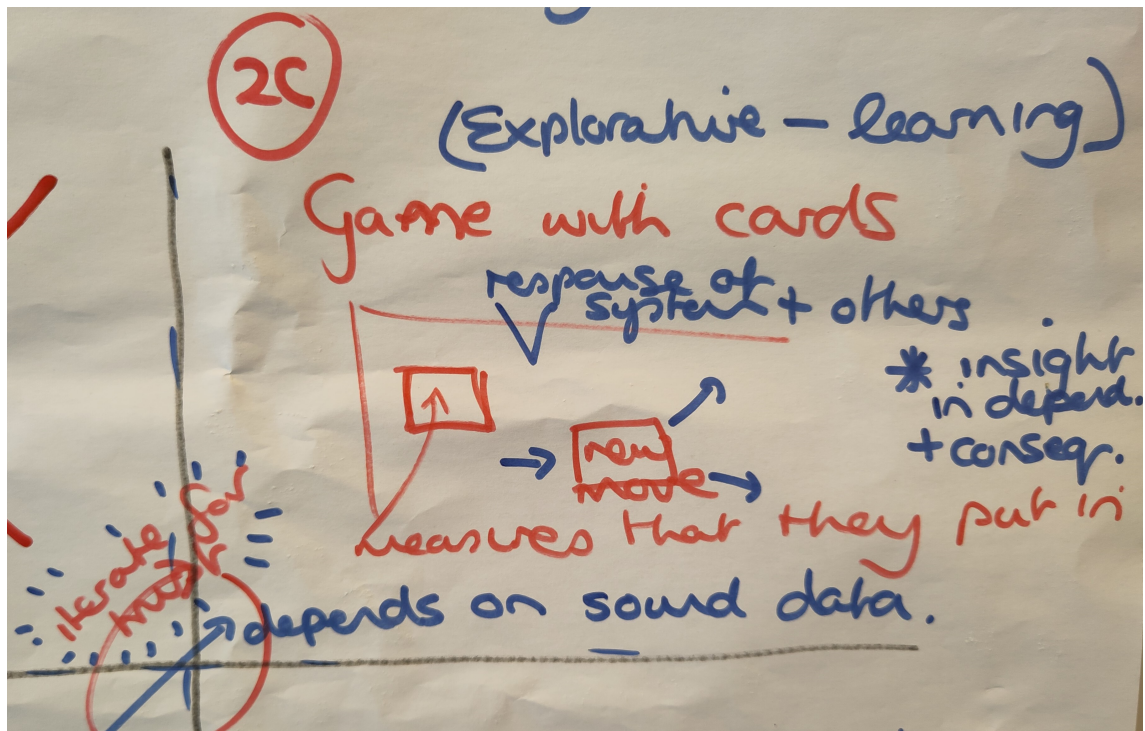 2C
(Explorative - learning)
Game with cards
response of
system + others
* insight
in depend.
+ conseq.
new
move
measures that they put in
iterate
for
depends on sound data.